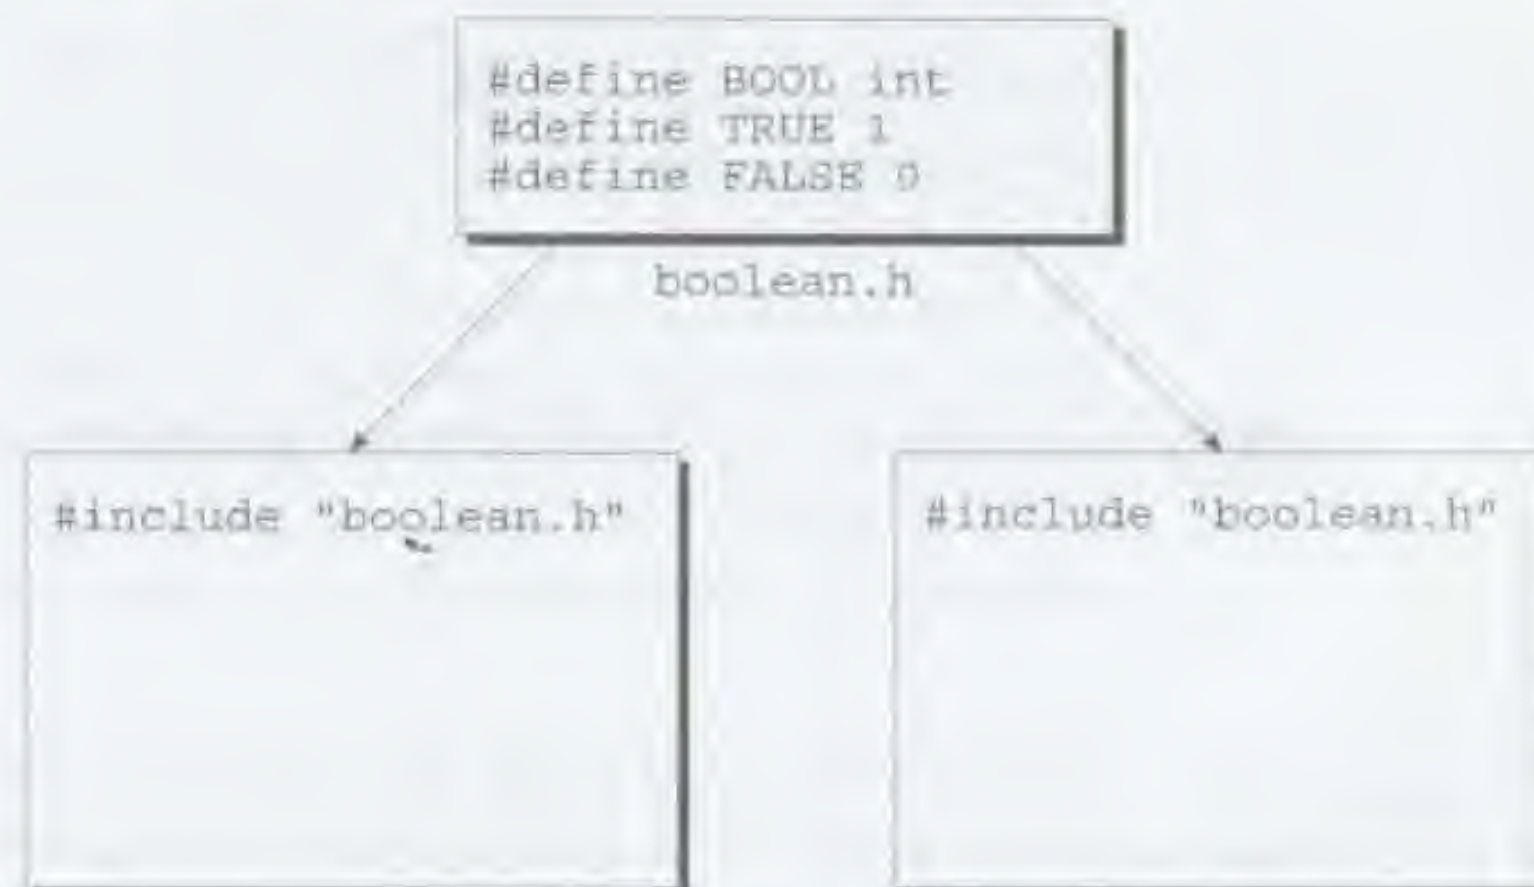 #define BOOL int
#define TRUE 1
#define FALSE 0
boolean.h
#include "boolean.h"
#include "boolean.h"